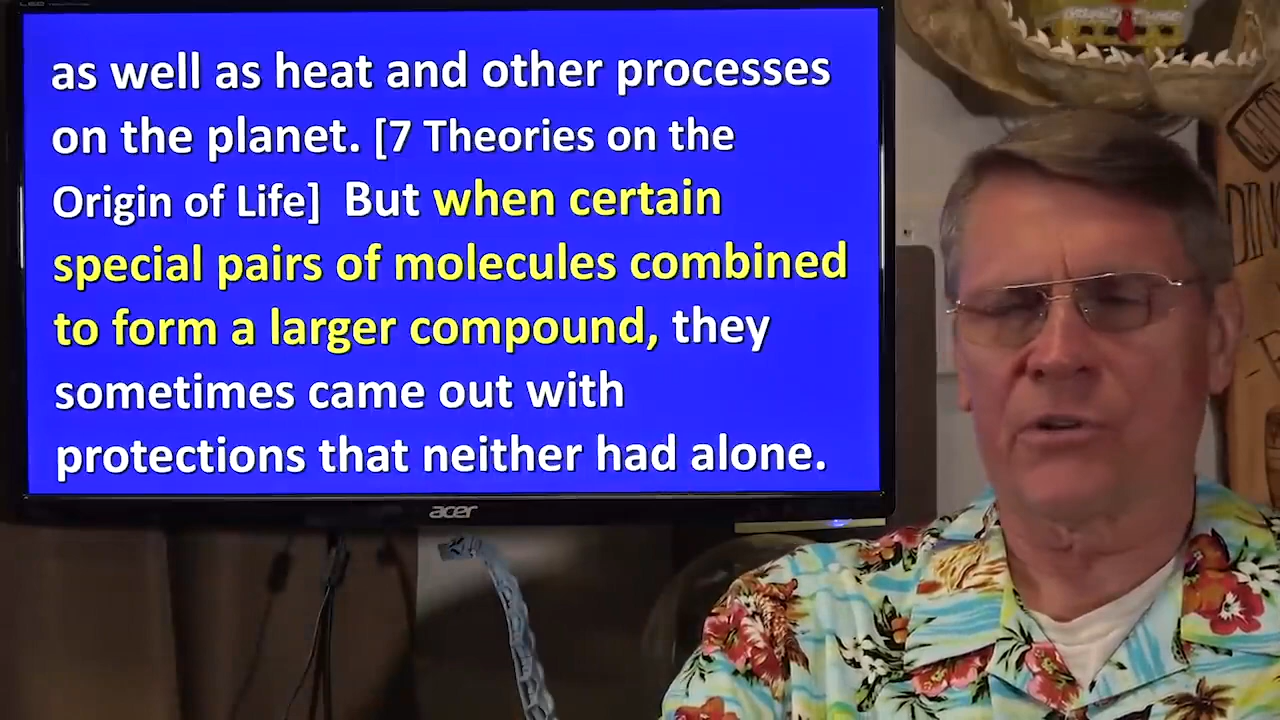 as well as heat and other processes
on the planet. [7 Theories on the
Origin of Life] But when certain
special pairs of molecules combined
to form a larger compound, they
sometimes came out with
protections that neither had alone.
acer